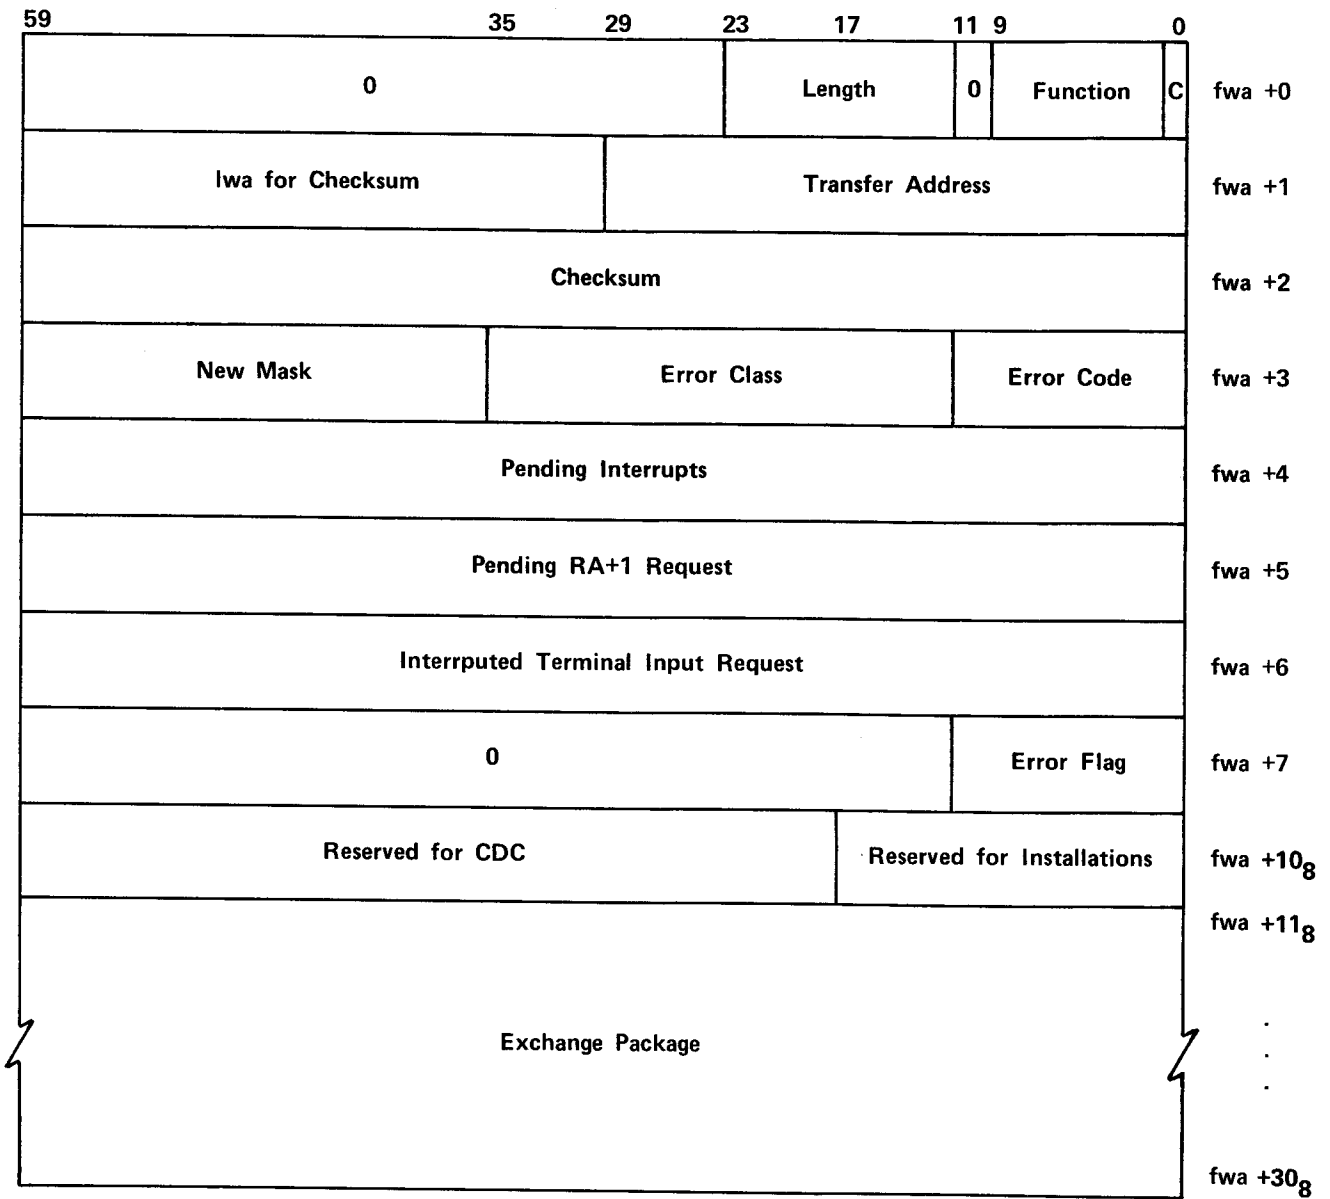 59 35 29 23 17 11 9 0
0 Length 0 Function C fwa +0
lwa for Checksum Transfer Address fwa +1
Checksum fwa +2
New Mask Error Class Error Code fwa +3
Pending Interrupts fwa +4
Pending RA+1 Request fwa +5
Interrputed Terminal Input Request fwa +6
0 Error Flag fwa +7
Reserved for CDC Reserved for Installations fwa +10₈
fwa +11₈
Exchange Package
fwa +30₈